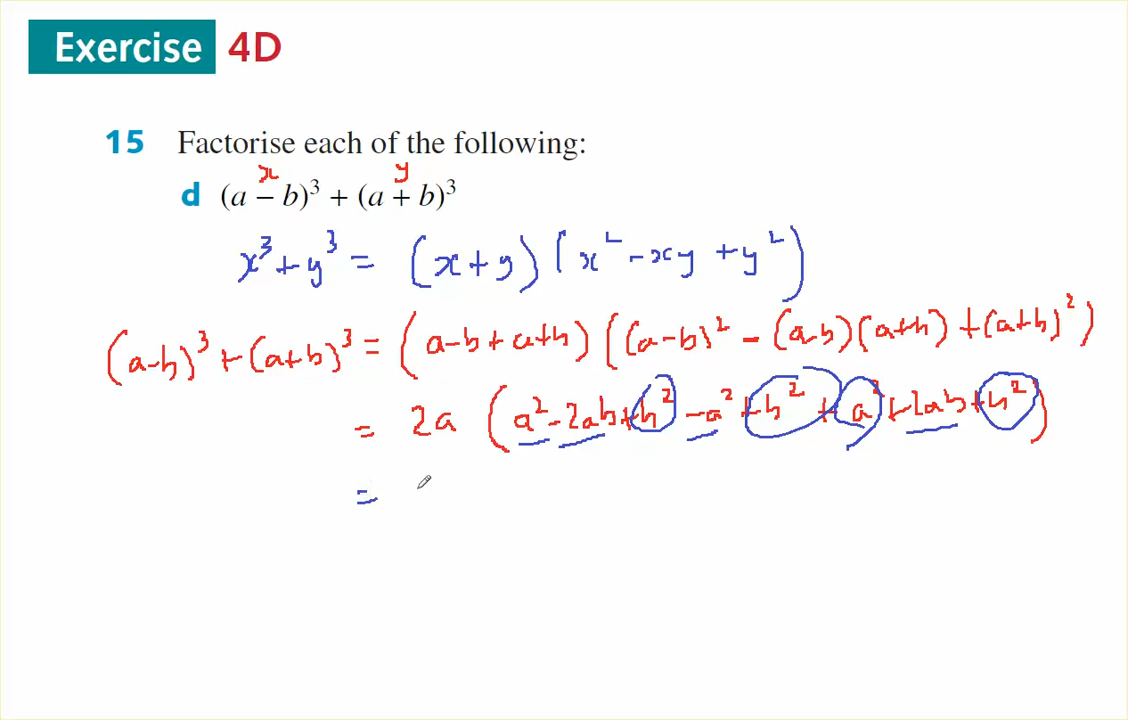 Exercise 4D
15 Factorise each of the following:
x y
d (a − b)³ + (a + b)³
x³ + y³ = (x + y)(x² − xy + y²)
(a−b)³ + (a+b)³ = (a−b + a+b)((a−b)² − (a−b)(a+b) + (a+b)²)
= 2a (a² − 2ab + b² − a² + b² + a² + 2ab + b²)
=